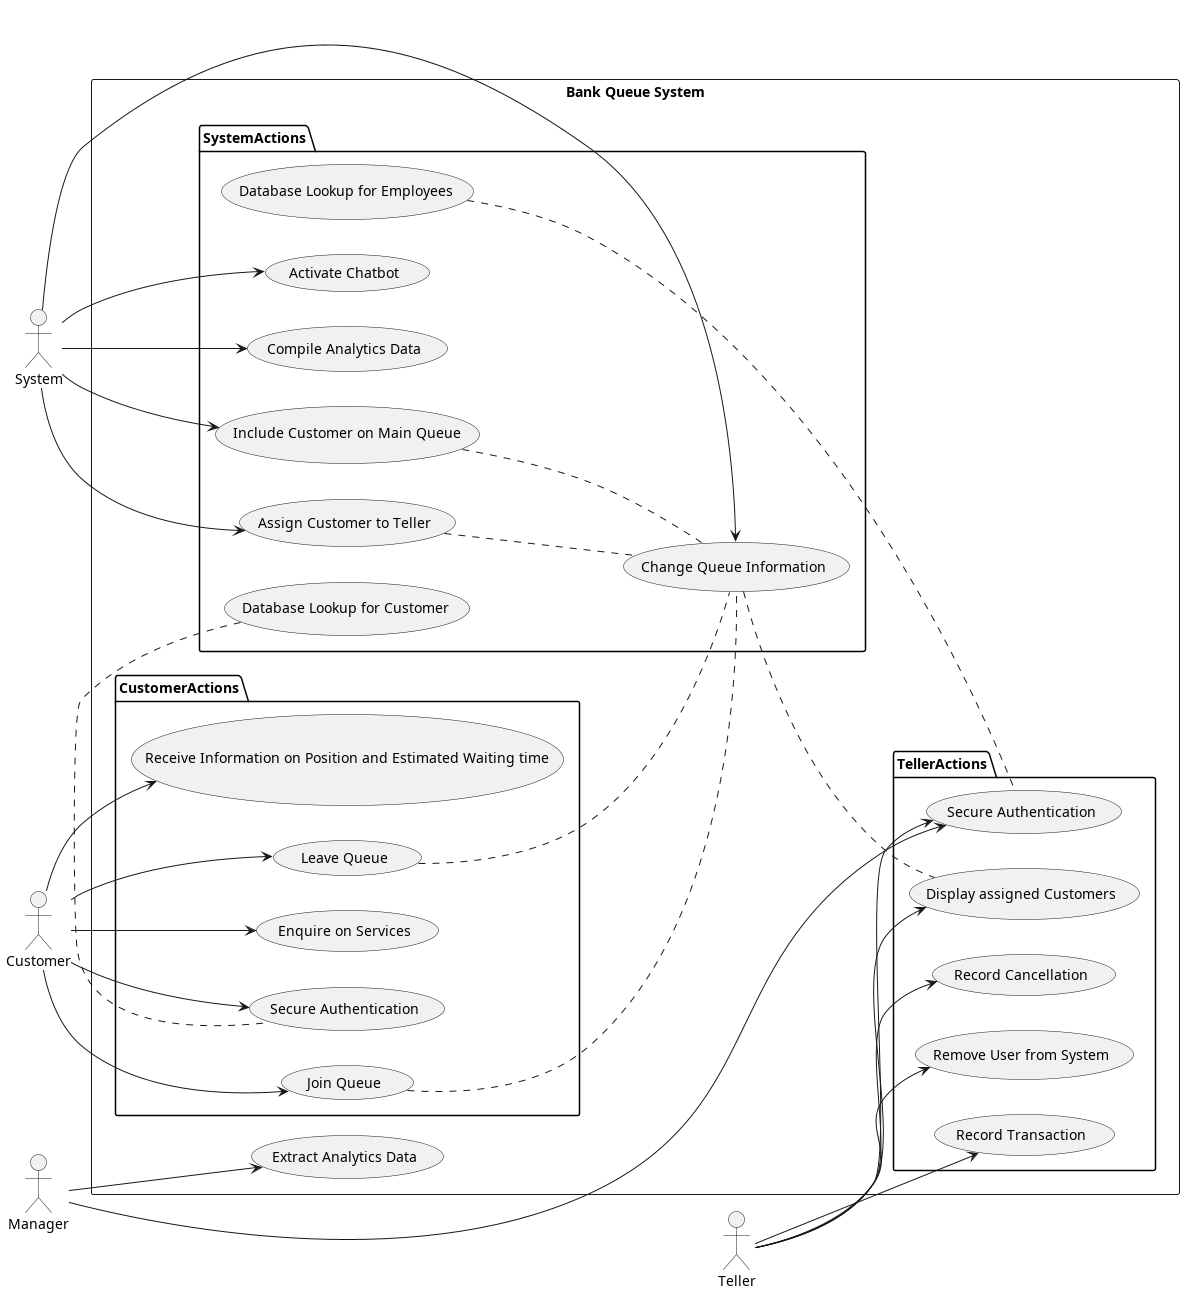 Bank Queue System
SystemActions
Database Lookup for Employees
Activate Chatbot
Compile Analytics Data
System
Include Customer on Main Queue
Assign Customer to Teller
Change Queue Information
Database Lookup for Customer
CustomerActions
Receive Information on Position and Estimated Waiting time
TellerActions
Secure Authentication
Leave Queue
Display assigned Customers
Enquire on Services
Customer
Record Cancellation
Secure Authentication
Remove User from System
Join Queue
Record Transaction
Extract Analytics Data
Manager
Teller